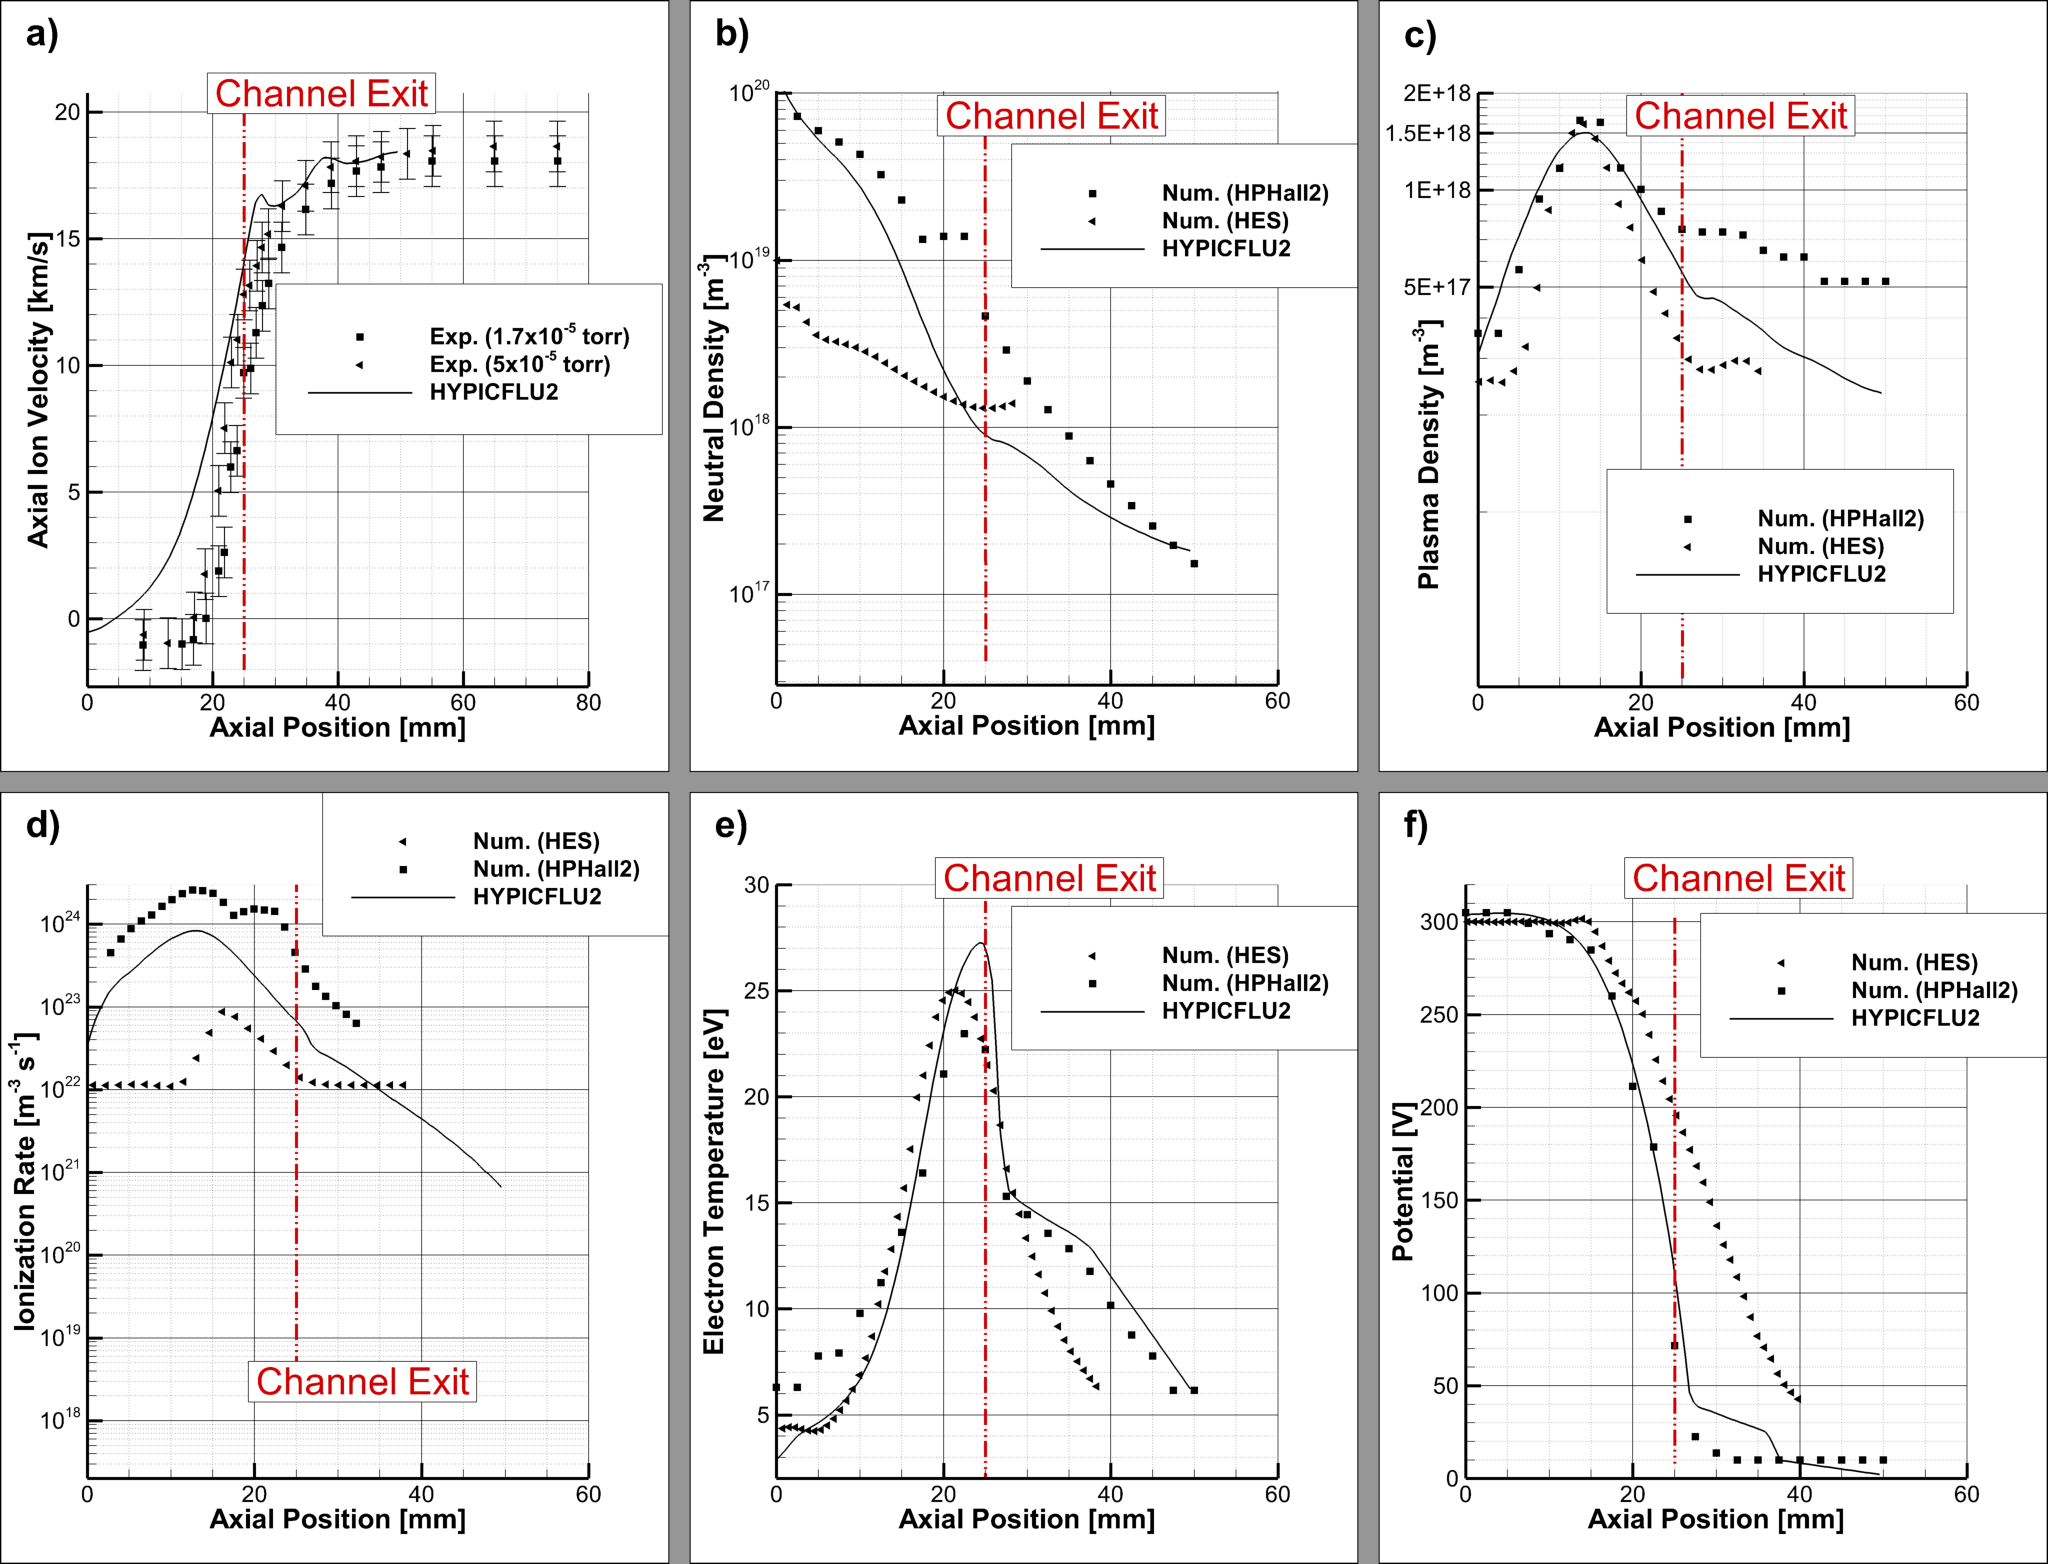 a)
Channel Exit
20
15
10
5
0
Axial Ion Velocity [km/s]
Exp. (1.7x10⁻⁵ torr)
Exp. (5x10⁻⁵ torr)
HYPICFLU2
0 20 40 60 80
Axial Position [mm]
b)
Channel Exit
10²⁰
10¹⁹
10¹⁸
10¹⁷
Neutral Density [m⁻³]
Num. (HPHall2)
Num. (HES)
HYPICFLU2
0 20 40 60
Axial Position [mm]
c)
Channel Exit
2E+18
1.5E+18
1E+18
5E+17
Plasma Density [m⁻³]
Num. (HPHall2)
Num. (HES)
HYPICFLU2
0 20 40 60
Axial Position [mm]
d)
Num. (HES)
Num. (HPHall2)
HYPICFLU2
10²⁴
10²³
10²²
10²¹
10²⁰
10¹⁹
10¹⁸
Ionization Rate [m⁻³ s⁻¹]
Channel Exit
0 20 40 60
Axial Position [mm]
e)
Channel Exit
30
25
20
15
10
5
Electron Temperature [eV]
Num. (HES)
Num. (HPHall2)
HYPICFLU2
0 20 40 60
Axial Position [mm]
f)
Channel Exit
300
250
200
150
100
50
0
Potential [V]
Num. (HES)
Num. (HPHall2)
HYPICFLU2
0 20 40 60
Axial Position [mm]